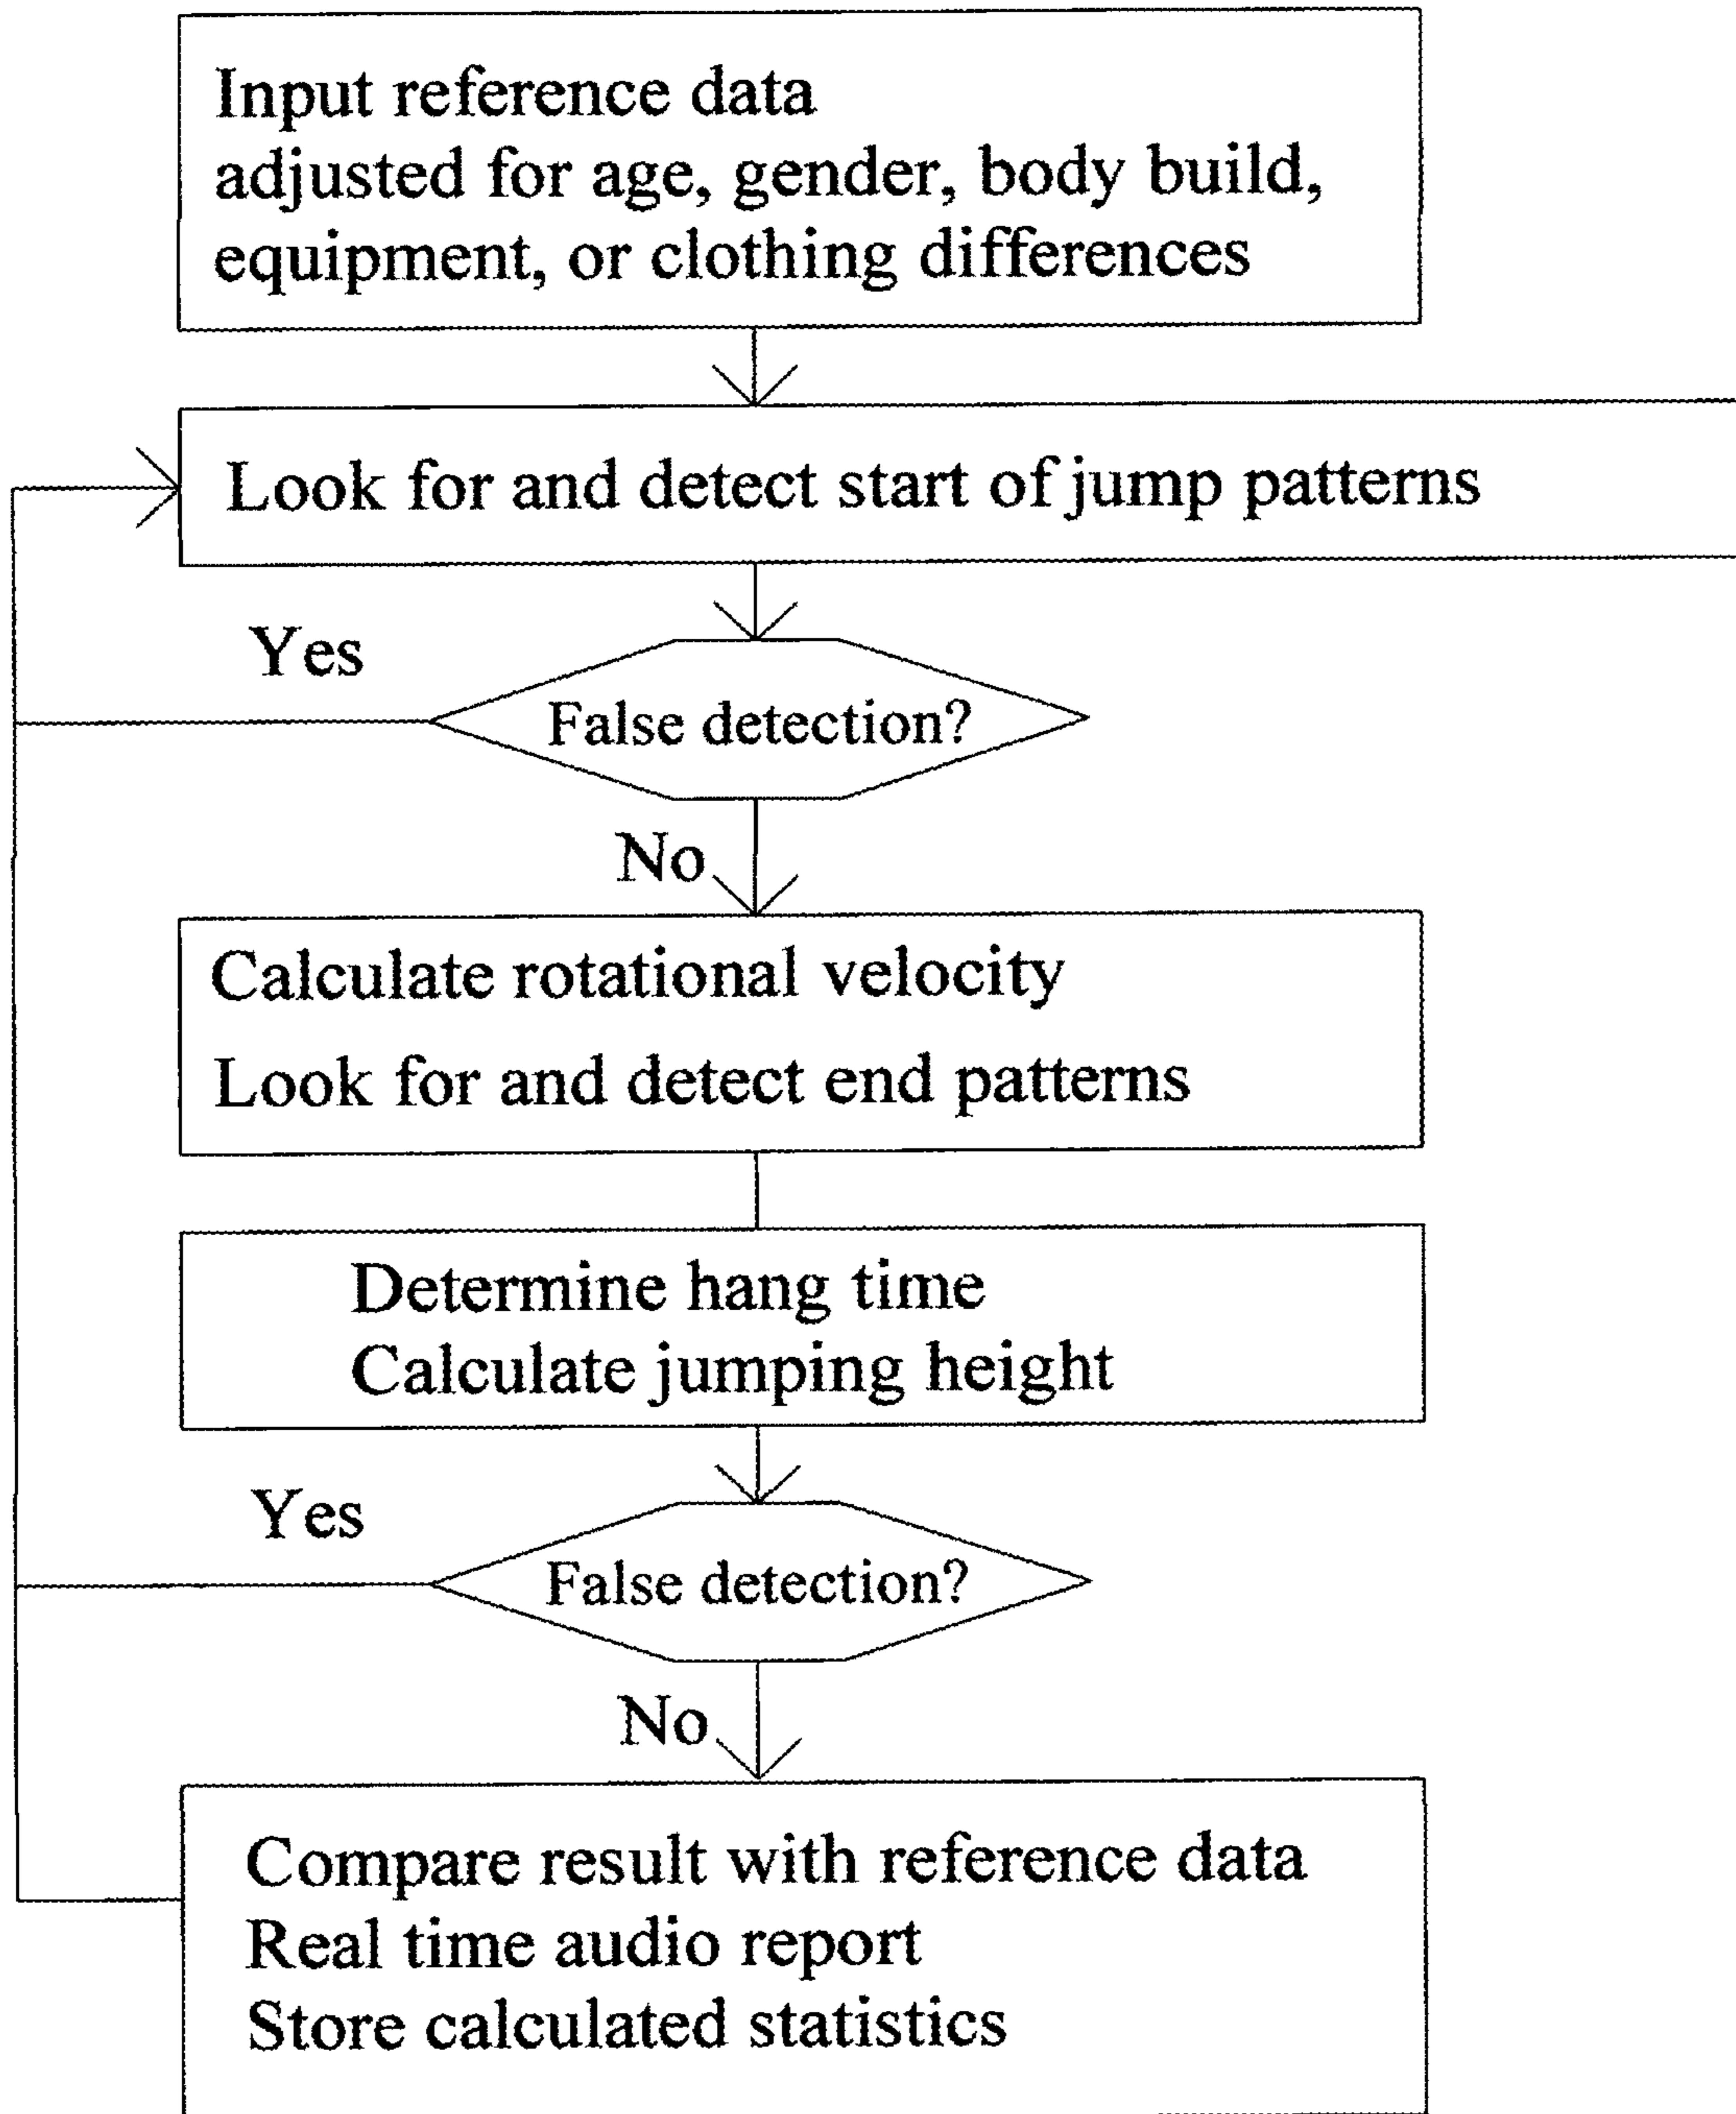 Input reference data
adjusted for age, gender, body build,
equipment, or clothing differences
Look for and detect start of jump patterns
Yes
False detection?
No
Calculate rotational velocity
Look for and detect end patterns
Determine hang time
Calculate jumping height
Yes
False detection?
No
Compare result with reference data
Real time audio report
Store calculated statistics